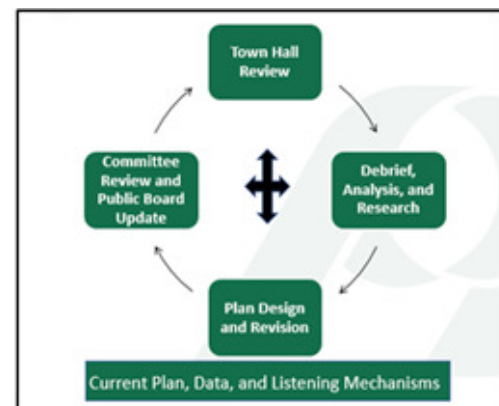 Town Hall
Review
Committee
Review and
Public Board
Update
Debrief,
Analysis, and
Research
Plan Design
and Revision
Current Plan, Data, and Listening Mechanisms